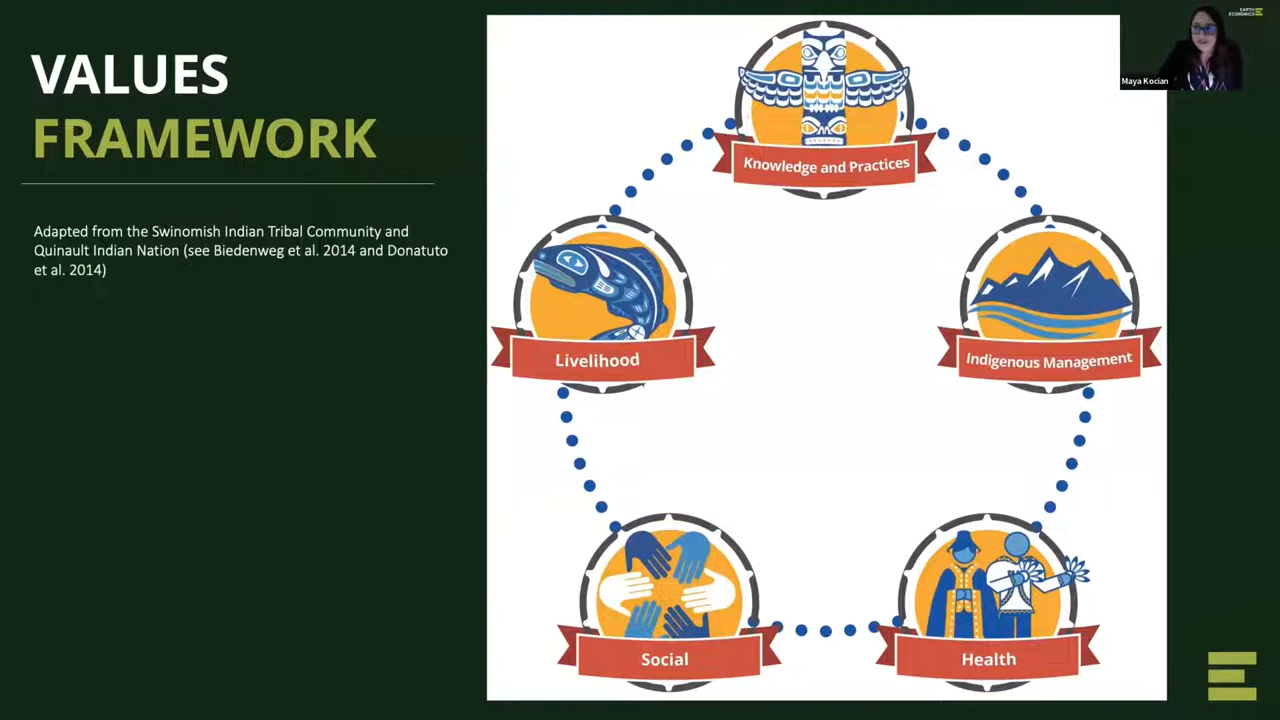 VALUES
FRAMEWORK
Adapted from the Swinomish Indian Tribal Community and
Quinault Indian Nation (see Biedenweg et al. 2014 and Donatuto
et al. 2014)
Knowledge and Practices
Livelihood
Indigenous Management
Social
Health
EARTH
ECONOMICS
Maya Kocian